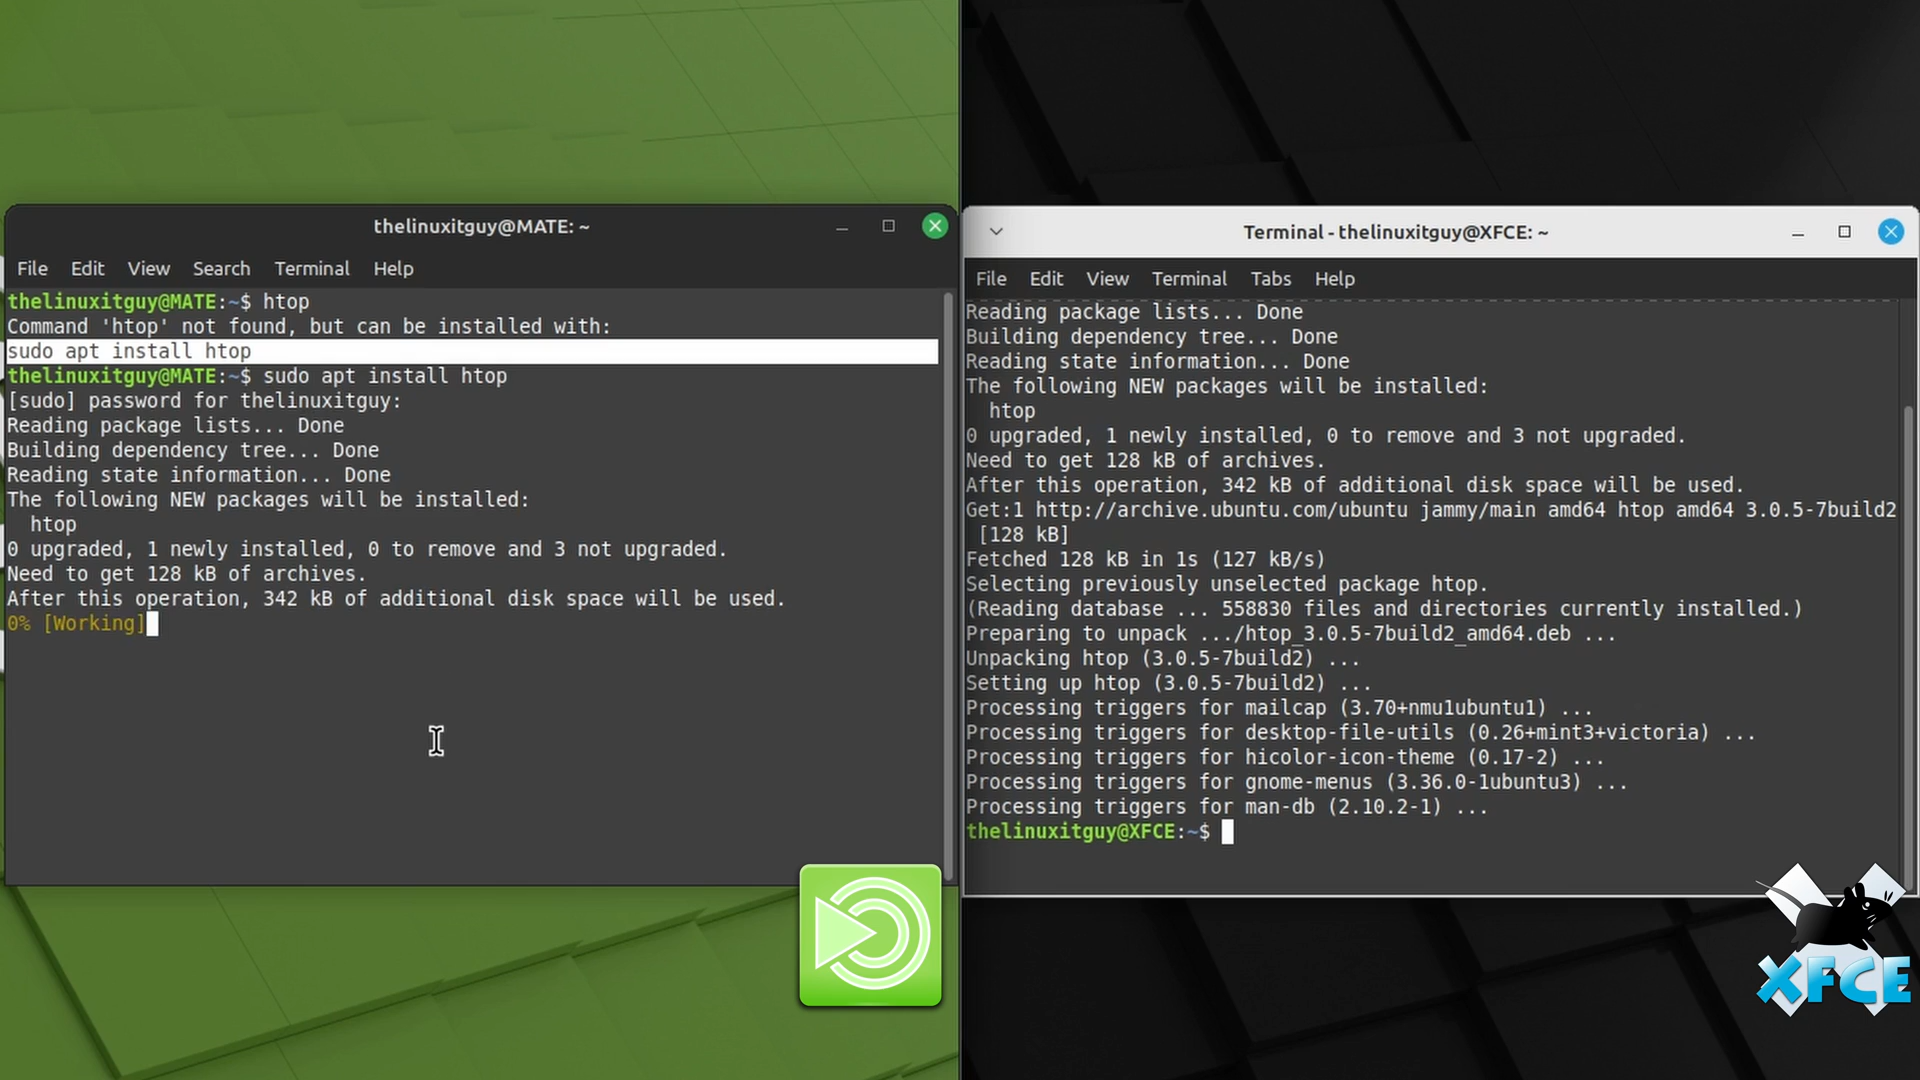 thelinuxitguy@MATE: ~
File Edit View Search Terminal Help
thelinuxitguy@MATE:~$ htop
Command 'htop' not found, but can be installed with:
sudo apt install htop
thelinuxitguy@MATE:~$ sudo apt install htop
[sudo] password for thelinuxitguy:
Reading package lists... Done
Building dependency tree... Done
Reading state information... Done
The following NEW packages will be installed:
  htop
0 upgraded, 1 newly installed, 0 to remove and 3 not upgraded.
Need to get 128 kB of archives.
After this operation, 342 kB of additional disk space will be used.
0% [Working]
Terminal - thelinuxitguy@XFCE: ~
File Edit View Terminal Tabs Help
Reading package lists... Done
Building dependency tree... Done
Reading state information... Done
The following NEW packages will be installed:
  htop
0 upgraded, 1 newly installed, 0 to remove and 3 not upgraded.
Need to get 128 kB of archives.
After this operation, 342 kB of additional disk space will be used.
Get:1 http://archive.ubuntu.com/ubuntu jammy/main amd64 htop amd64 3.0.5-7build2
 [128 kB]
Fetched 128 kB in 1s (127 kB/s)
Selecting previously unselected package htop.
(Reading database ... 558830 files and directories currently installed.)
Preparing to unpack .../htop_3.0.5-7build2_amd64.deb ...
Unpacking htop (3.0.5-7build2) ...
Setting up htop (3.0.5-7build2) ...
Processing triggers for mailcap (3.70+nmu1ubuntu1) ...
Processing triggers for desktop-file-utils (0.26+mint3+victoria) ...
Processing triggers for hicolor-icon-theme (0.17-2) ...
Processing triggers for gnome-menus (3.36.0-1ubuntu3) ...
Processing triggers for man-db (2.10.2-1) ...
thelinuxitguy@XFCE:~$
XFCE